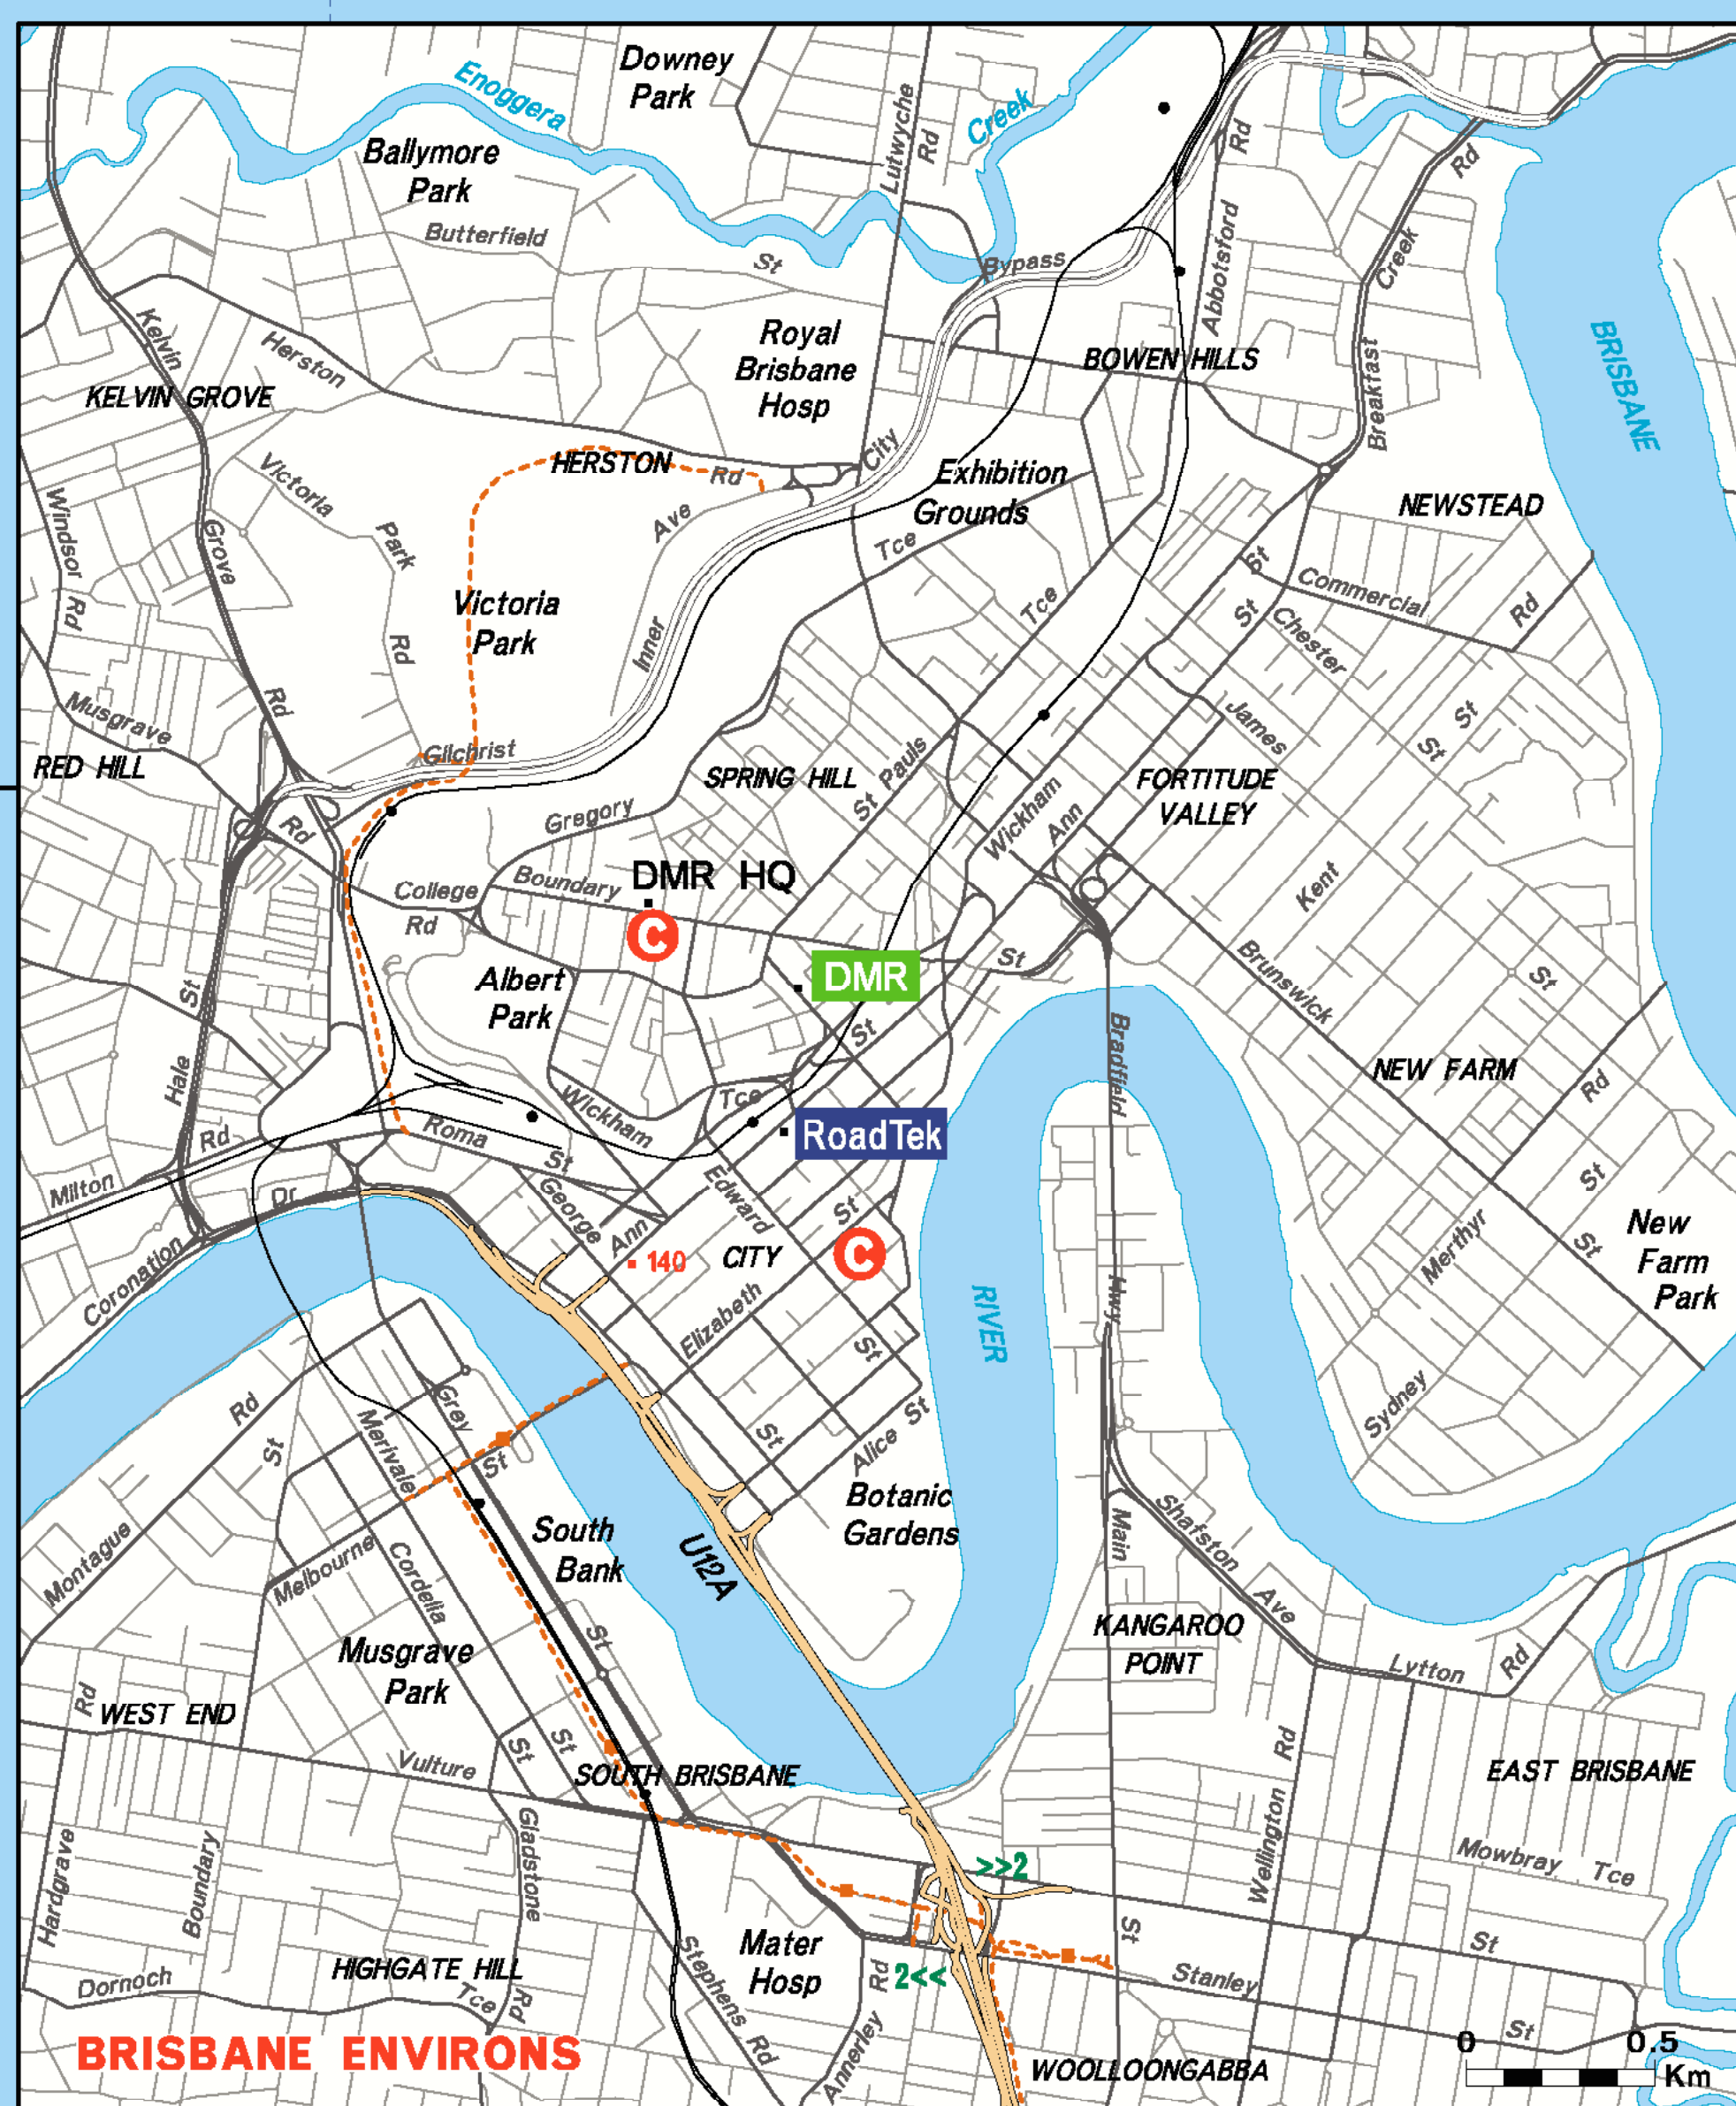 Downey
Park
Enoggera
Creek
Lutwyche
Rd
Rd
Rd
Ballymore
Park
Butterfield
St
Bypass
Abbotsford
Creek
BRISBANE
Kelvin
Herston
Royal
Brisbane
Hosp
BOWEN HILLS
Breakfast
KELVIN GROVE
HERSTON
Rd
City
Victoria
Exhibition
Grounds
NEWSTEAD
Windsor
Rd
Grove
Park
Ave
Tce
St
Commercial
Rd
Victoria
Park
Rd
Inner
Tce
St
Chester
Rd
Musgrave
James
St
St
RED HILL
Gilchrist
SPRING HILL
St Pauls
FORTITUDE
VALLEY
Rd
Gregory
Wickham
Ann
College
Rd
Boundary
DMR HQ
C
Kent
St
Brunswick
St
Albert
Park
DMR
St
St
Bradfield
Hale
NEW FARM
Rd
Wickham
Tce
Roma
St
RoadTek
Rd
Milton
Dr
George
Ann
Edward
St
C
St
Merthyr
St
New
Farm
Park
140
CITY
Coronation
Elizabeth
RIVER
Hwy
St
Rd
St
Grey
St
Merivale
St
Alice St
Sydney
Montague
Melbourne
Cordelia
South
Bank
U12A
Botanic
Gardens
Main
Shafston
Ave
KANGAROO
POINT
Musgrave
Park
St
Lytton
Rd
Rd
WEST END
Vulture
St
St
SOUTH BRISBANE
Rd
EAST BRISBANE
Hardgrave
Boundary
Gladstone
Rd
>>2
Wellington
Mowbray Tce
Mater
Hosp
St
St
HIGHGATE HILL
Dornoch
Tce
Stephens
Rd
Rd
2<<
Stanley
St
Annerley
BRISBANE ENVIRONS
WOOLLOONGABBA
0 0.5
Km